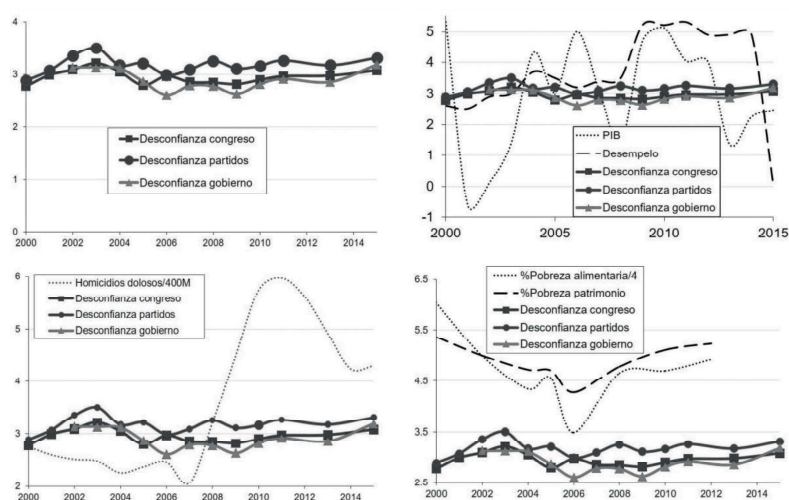 4
3
2
1
0
2000 2002 2004 2006 2008 2010 2012 2014
Desconfianza congreso
Desconfianza partidos
Desconfianza gobierno
5
4
3
2
1
0
-1
2000 2005 2010 2015
PIB
Desempelo
Desconfianza congreso
Desconfianza partidos
Desconfianza gobierno
6
5
4
3
2
2000 2002 2004 2006 2008 2010 2012 2014
Homicidios dolosos/400M
Desconfianza congreso
Desconfianza partidos
Desconfianza gobierno
6.5
5.5
4.5
3.5
2.5
2000 2002 2004 2006 2008 2010 2012 2014
%Pobreza alimentaria/4
%Pobreza patrimonio
Desconfianza congreso
Desconfianza partidos
Desconfianza gobierno